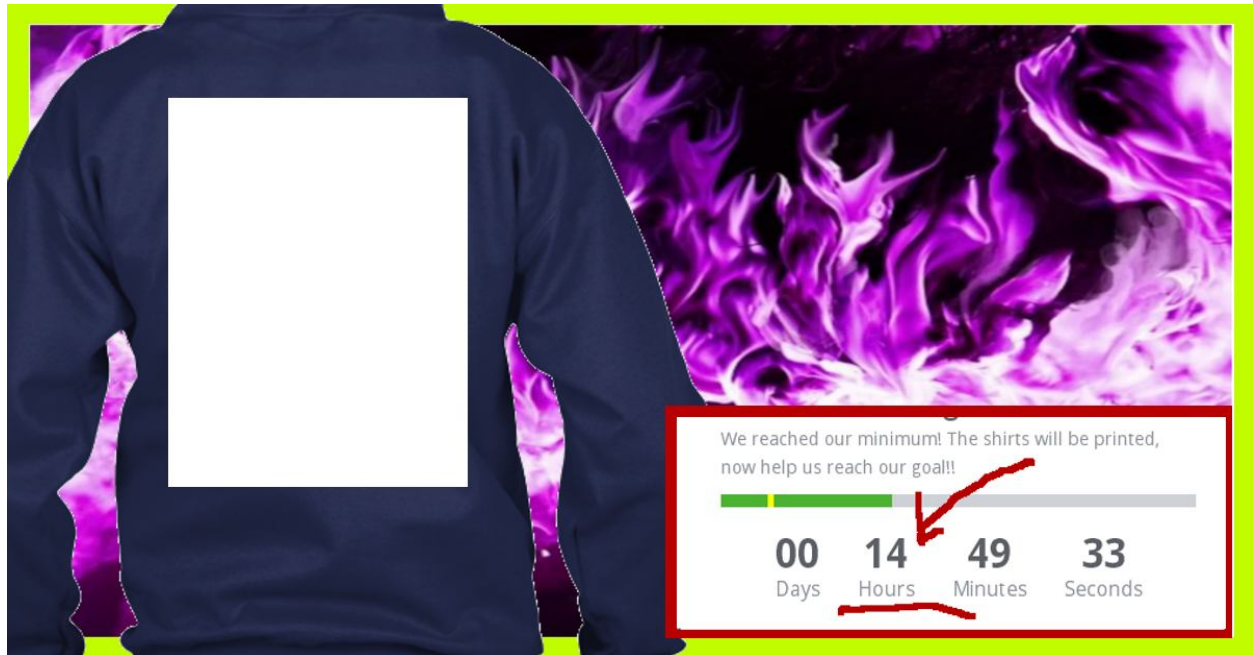 We reached our minimum! The shirts will be printed,
now help us reach our goal!!
00 14 49 33
Days Hours Minutes Seconds